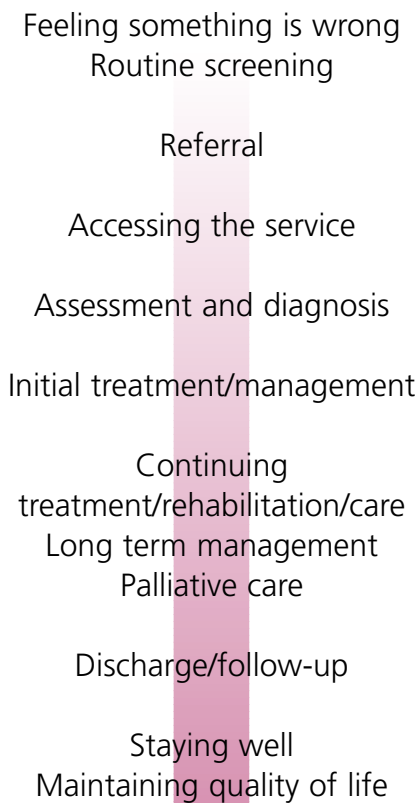 Feeling something is wrong
Routine screening
Referral
Accessing the service
Assessment and diagnosis
Initial treatment/management
Continuing
treatment/rehabilitation/care
Long term management
Palliative care
Discharge/follow-up
Staying well
Maintaining quality of life